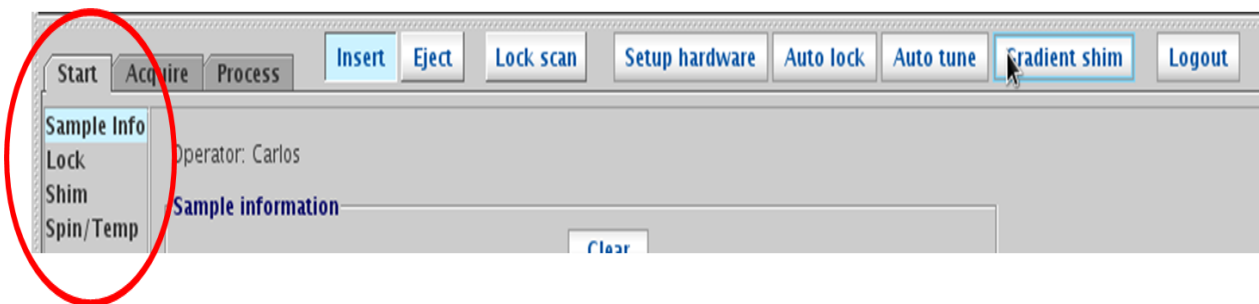 Start Acquire Process Insert Eject Lock scan Setup hardware Auto lock Auto tune Gradient shim Logout
Sample Info
Lock
Operator: Carlos
Shim
Sample information
Spin/Temp
Clear